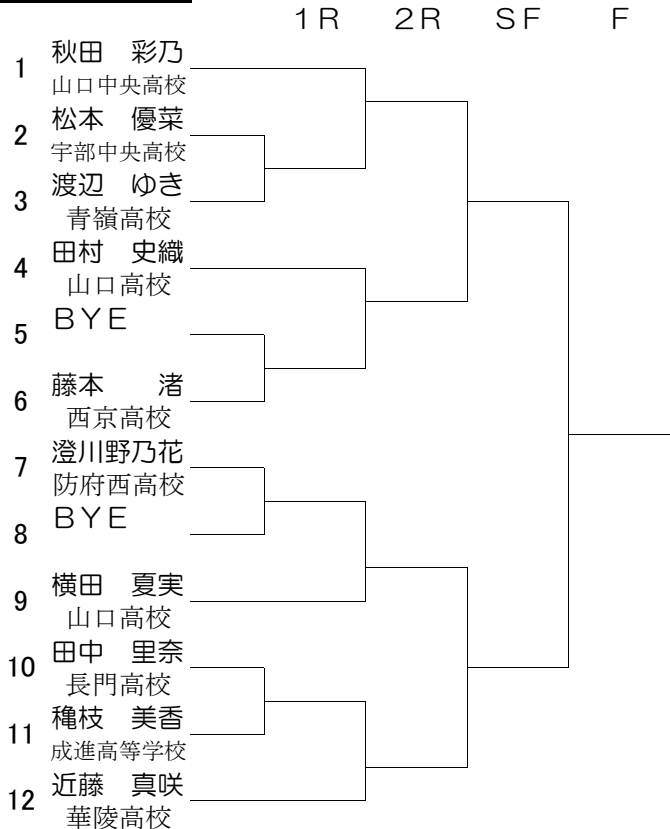 １Ｒ　２Ｒ　ＳＦ　Ｆ
1 秋田　彩乃
山口中央高校
2 松本　優菜
宇部中央高校
3 渡辺　ゆき
青嶺高校
4 田村　史織
山口高校
5 ＢＹＥ
6 藤本　渚
西京高校
7 澄川野乃花
防府西高校
8 ＢＹＥ
9 横田　夏実
山口高校
10 田中　里奈
長門高校
11 穐枝　美香
成進高等学校
12 近藤　真咲
華陵高校